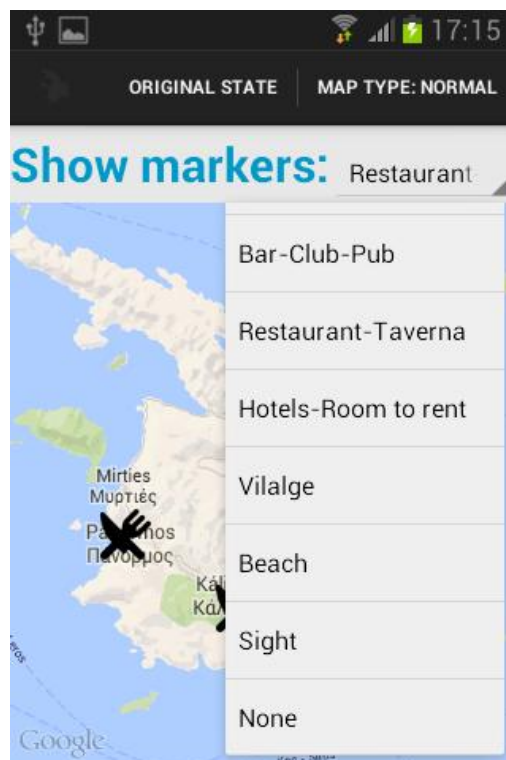 17:15
ORIGINAL STATE
MAP TYPE: NORMAL
Show markers:
Restaurant
Bar-Club-Pub
Restaurant-Taverna
Hotels-Room to rent
Vilalge
Beach
Sight
None
Mirties
Μυρτιές
Πάνορμος
Google